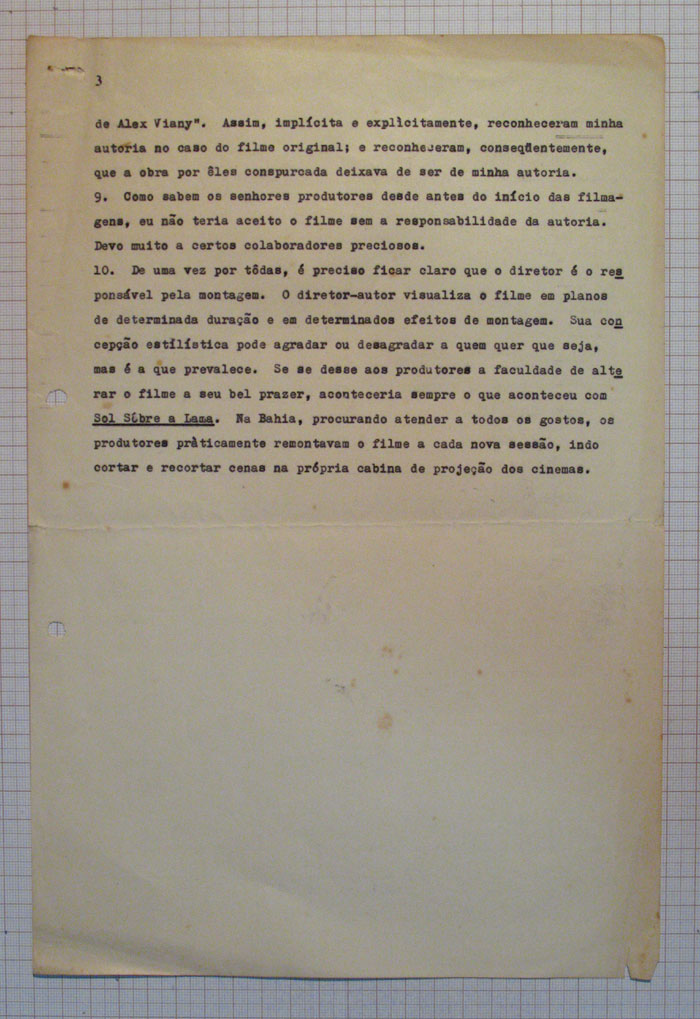 3
de Alex Viany". Assim, implícita e explìcitamente, reconheceram minha
autoria no caso do filme original; e reconheceram, conseqüentemente,
que a obra por êles conspurcada deixava de ser de minha autoria.
9. Como sabem os senhores produtores desde antes do início das filma-
gens, eu não teria aceito o filme sem a responsabilidade da autoria.
Devo muito a certos colaboradores preciosos.
10. De uma vez por tôdas, é preciso ficar claro que o diretor é o res
ponsável pela montagem. O diretor-autor visualiza o filme em planos
de determinada duração e em determinados efeitos de montagem. Sua con
cepção estilística pode agradar ou desagradar a quem quer que seja,
mas é a que prevalece. Se se desse aos produtores a faculdade de alte
rar o filme a seu bel prazer, aconteceria sempre o que aconteceu com
Sol Sôbre a Lama. Na Bahia, procurando atender a todos os gostos, os
produtores pràticamente remontavam o filme a cada nova sessão, indo
cortar e recortar cenas na própria cabina de projeção dos cinemas.